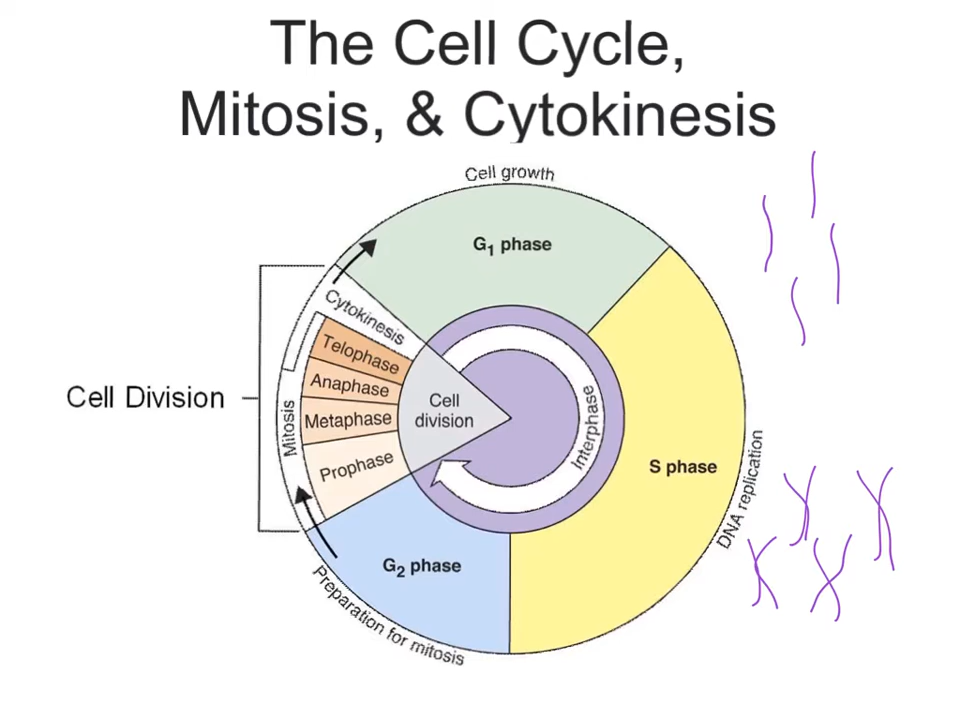 The Cell Cycle,
Mitosis, & Cytokinesis
Cell growth
G₁ phase
Cytokinesis
Telophase
Anaphase
Metaphase
Prophase
Mitosis
Cell Division
Cell
division
Interphase
S phase
DNA replication
G₂ phase
Preparation for mitosis